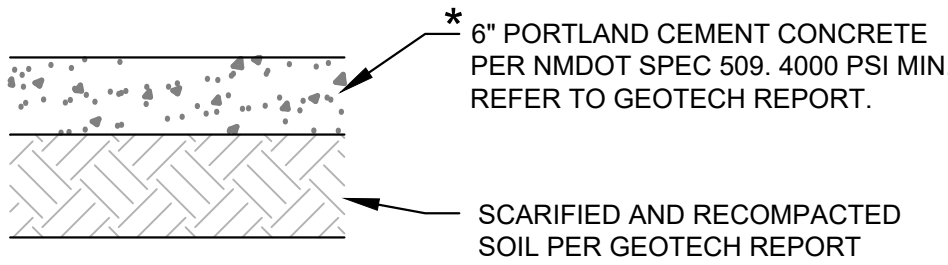 * 6" PORTLAND CEMENT CONCRETE
PER NMDOT SPEC 509. 4000 PSI MIN
REFER TO GEOTECH REPORT.
SCARIFIED AND RECOMPACTED
SOIL PER GEOTECH REPORT